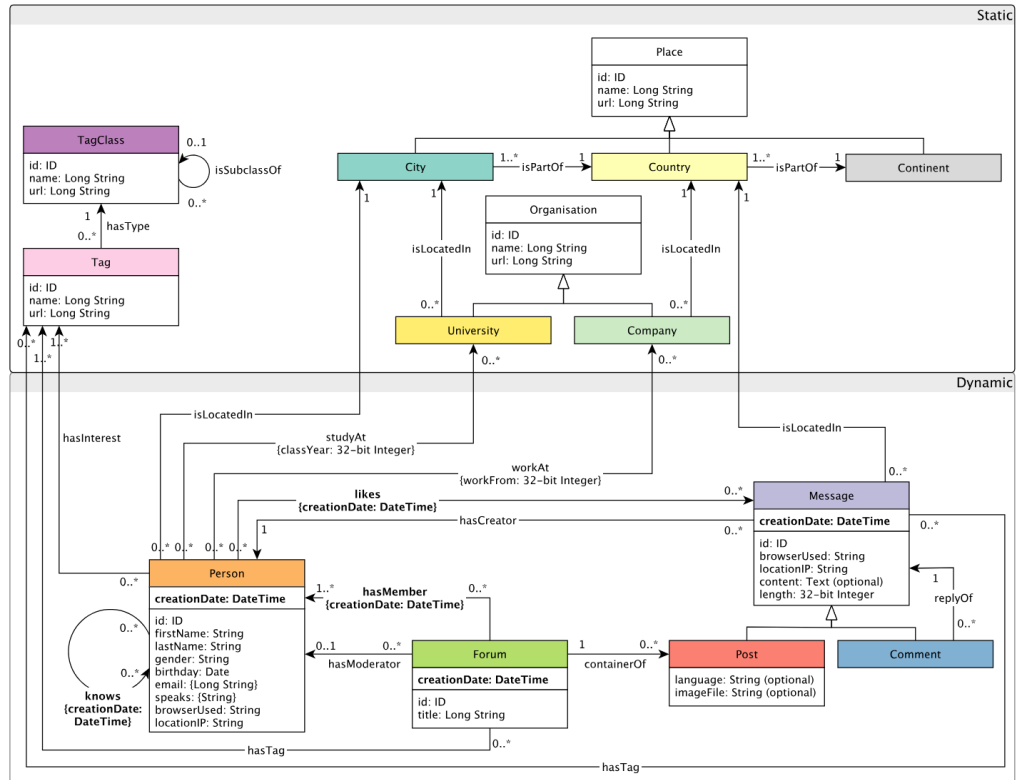 Static
Place
id: ID
name: Long String
url: Long String
TagClass
id: ID
name: Long String
url: Long String
0..1
isSubclassOf
0..*
City
1..*
isPartOf
1
Country
1..*
isPartOf
1
Continent
1
1
1
1
Organisation
id: ID
name: Long String
url: Long String
isLocatedIn
isLocatedIn
1
hasType
0..*
Tag
id: ID
name: Long String
url: Long String
0..*
0..*
University
Company
0..*
1..*
1..*
0..*
0..*
Dynamic
isLocatedIn
hasInterest
studyAt
{classYear: 32-bit Integer}
isLocatedIn
workAt
{workFrom: 32-bit Integer}
0..*
likes
{creationDate: DateTime}
0..*
Message
creationDate: DateTime
id: ID
browserUsed: String
locationIP: String
content: Text (optional)
length: 32-bit Integer
hasCreator
1
0..*
0..*
0..*
0..*
0..*
0..*
0..*
Person
creationDate: DateTime
id: ID
firstName: String
lastName: String
gender: String
birthday: Date
email: {Long String}
speaks: {String}
browserUsed: String
locationIP: String
1..*
hasMember
{creationDate: DateTime}
0..*
1
replyOf
0..*
0..*
0..*
knows
{creationDate:
DateTime}
0..1
hasModerator
0..*
Forum
creationDate: DateTime
id: ID
title: Long String
1
containerOf
0..*
Post
language: String (optional)
imageFile: String (optional)
Comment
0..*
hasTag
hasTag